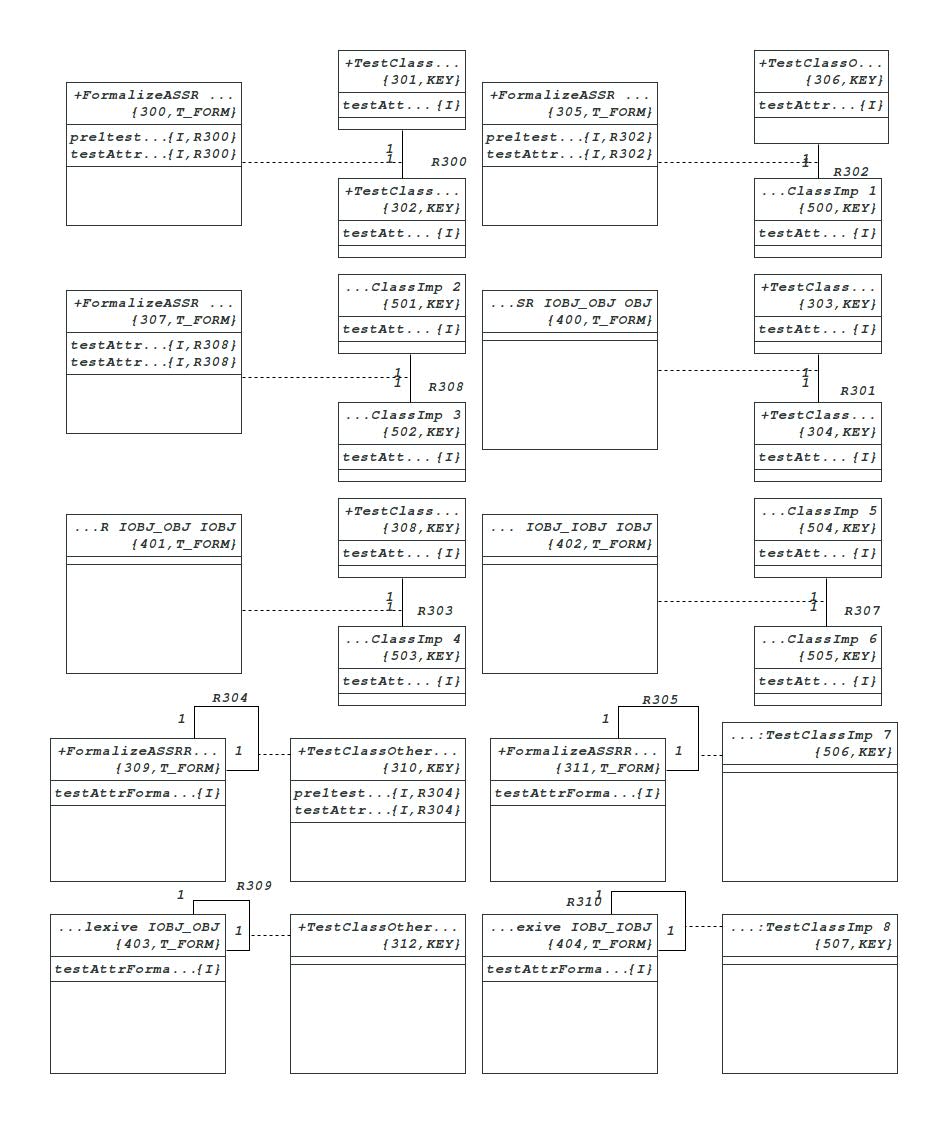 +TestClass...
{301,KEY}
testAtt... {I}
+FormalizeASSR ...
{300,T_FORM}
pre1test...{I,R300}
testAttr...{I,R300}
1
1
R300
+TestClass...
{302,KEY}
testAtt... {I}
+TestClassO...
{306,KEY}
testAttr...{I}
+FormalizeASSR ...
{305,T_FORM}
pre1test...{I,R302}
testAttr...{I,R302}
1
1
R302
...ClassImp 1
{500,KEY}
testAtt... {I}
...ClassImp 2
{501,KEY}
testAtt... {I}
+FormalizeASSR ...
{307,T_FORM}
testAttr...{I,R308}
testAttr...{I,R308}
1
1
R308
...ClassImp 3
{502,KEY}
testAtt... {I}
+TestClass...
{303,KEY}
testAtt... {I}
...SR IOBJ_OBJ OBJ
{400,T_FORM}
1
1
R301
+TestClass...
{304,KEY}
testAtt... {I}
+TestClass...
{308,KEY}
testAtt... {I}
...R IOBJ_OBJ IOBJ
{401,T_FORM}
1
1
R303
...ClassImp 4
{503,KEY}
testAtt... {I}
...ClassImp 5
{504,KEY}
testAtt... {I}
... IOBJ_IOBJ IOBJ
{402,T_FORM}
1
1
R307
...ClassImp 6
{505,KEY}
testAtt... {I}
R304
1
1
+FormalizeASRR...
{309,T_FORM}
testAttrForma...{I}
+TestClassOther...
{310,KEY}
pre1test...{I,R304}
testAttr...{I,R304}
R305
1
1
+FormalizeASRR...
{311,T_FORM}
testAttrForma...{I}
...:TestClassImp 7
{506,KEY}
R309
1
1
...lexive IOBJ_OBJ
{403,T_FORM}
testAttrForma...{I}
+TestClassOther...
{312,KEY}
R310
1
1
...exive IOBJ_IOBJ
{404,T_FORM}
testAttrForma...{I}
...:TestClassImp 8
{507,KEY}